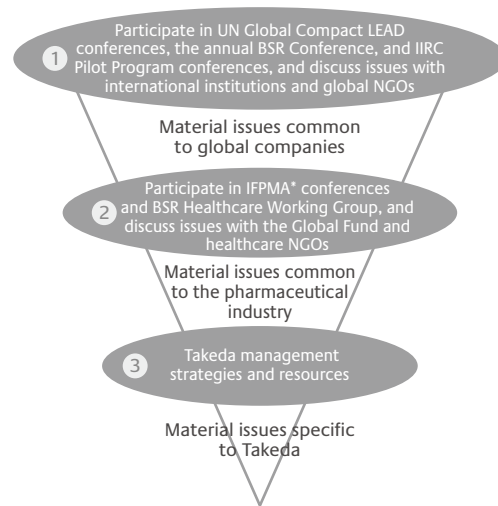 Participate in UN Global Compact LEAD
conferences, the annual BSR Conference, and IIRC
1 Pilot Program conferences, and discuss issues with
international institutions and global NGOs
Material issues common
to global companies
Participate in IFPMA* conferences
and BSR Healthcare Working Group, and
2 discuss issues with the Global Fund and
healthcare NGOs
Material issues common
to the pharmaceutical
industry
3 Takeda management
strategies and resources
Material issues specific
to Takeda